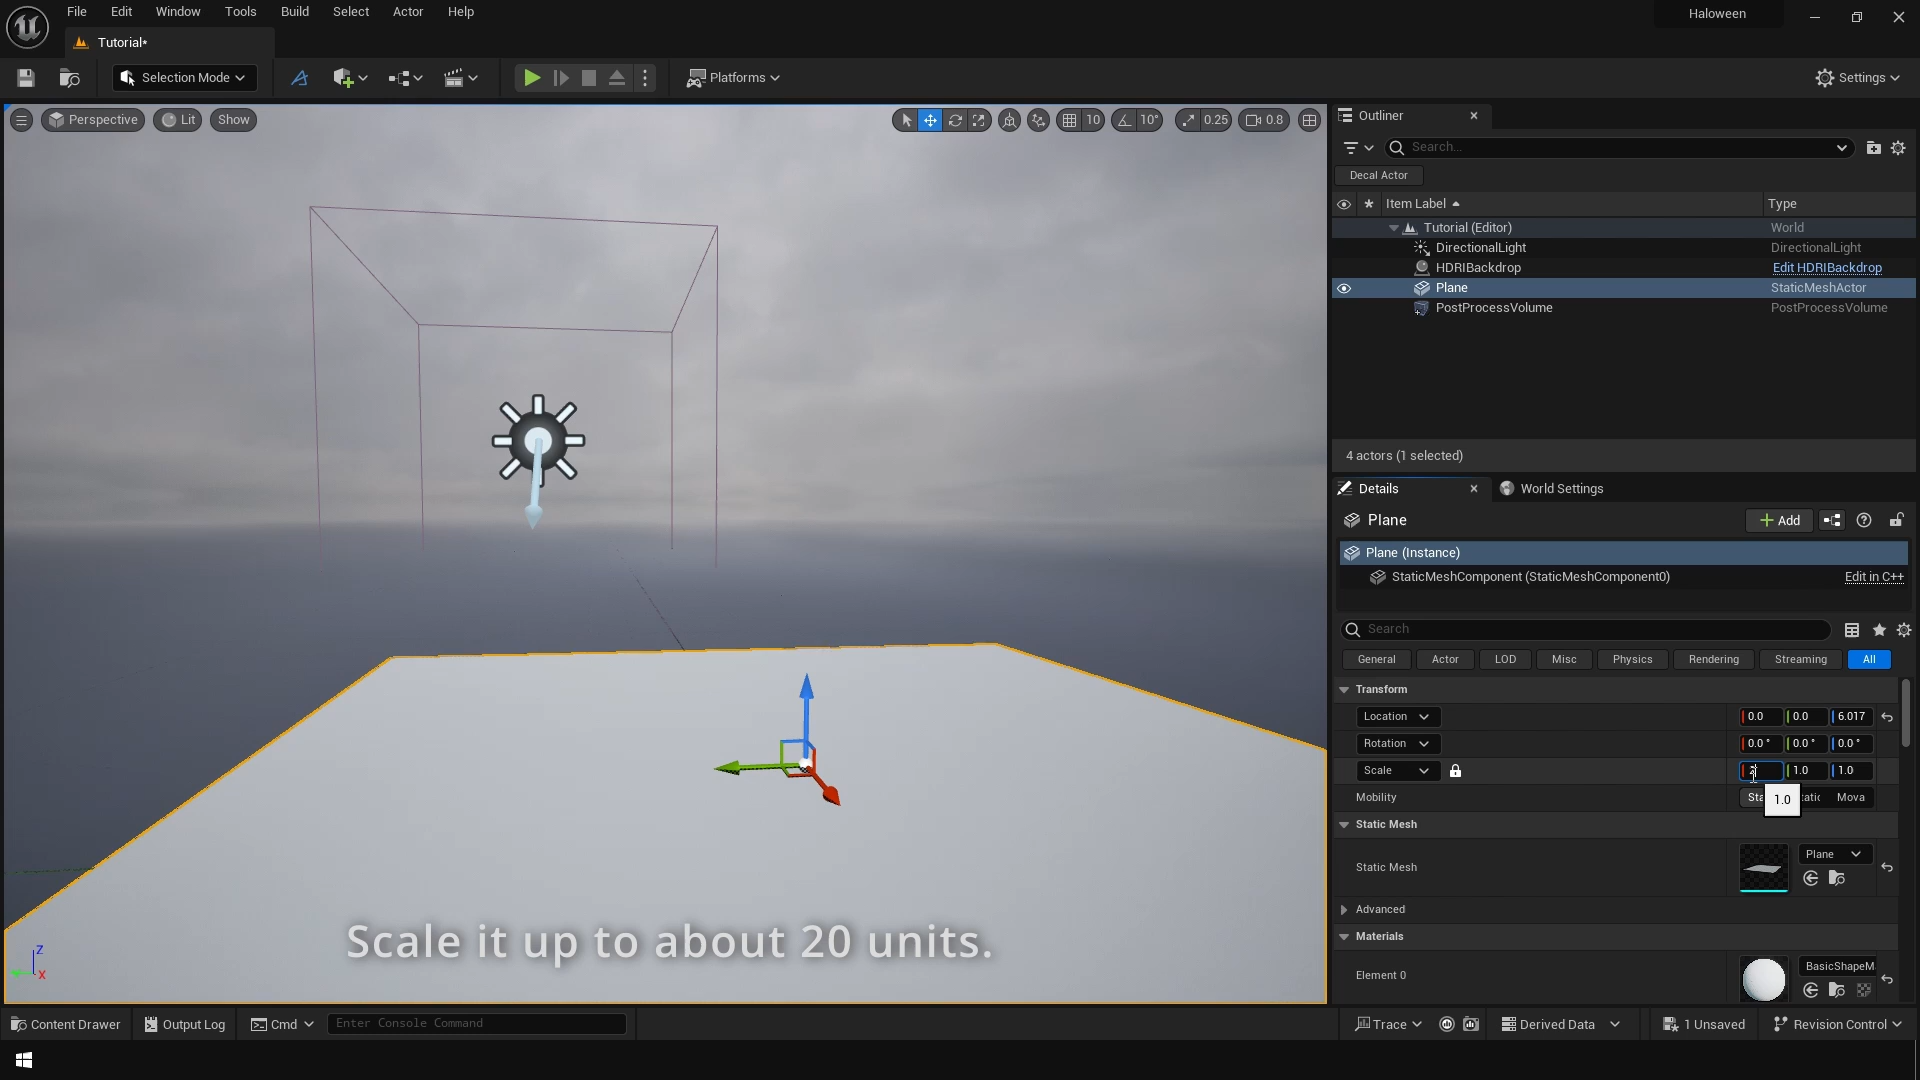 File Edit Window Tools Build Select Actor Help
Haloween
Tutorial*
Selection Mode
Platforms
Settings
Perspective Lit Show
10 10° 0.25 0.8
Outliner
Search...
Decal Actor
Item Label Type
Tutorial (Editor) World
DirectionalLight DirectionalLight
HDRIBackdrop Edit HDRIBackdrop
Plane StaticMeshActor
PostProcessVolume PostProcessVolume
4 actors (1 selected)
Details World Settings
Plane
Add
Plane (Instance)
StaticMeshComponent (StaticMeshComponent0) Edit in C++
Search
General Actor LOD Misc Physics Rendering Streaming All
Transform
Location 0.0 0.0 6.017
Rotation 0.0 ° 0.0 ° 0.0 °
Scale 1.0 1.0
Mobility Sta atic Mova
1.0
Static Mesh
Static Mesh Plane
Advanced
Materials
Element 0 BasicShapeM
Z
X
Scale it up to about 20 units.
Content Drawer Output Log Cmd Enter Console Command
Trace Derived Data 1 Unsaved Revision Control